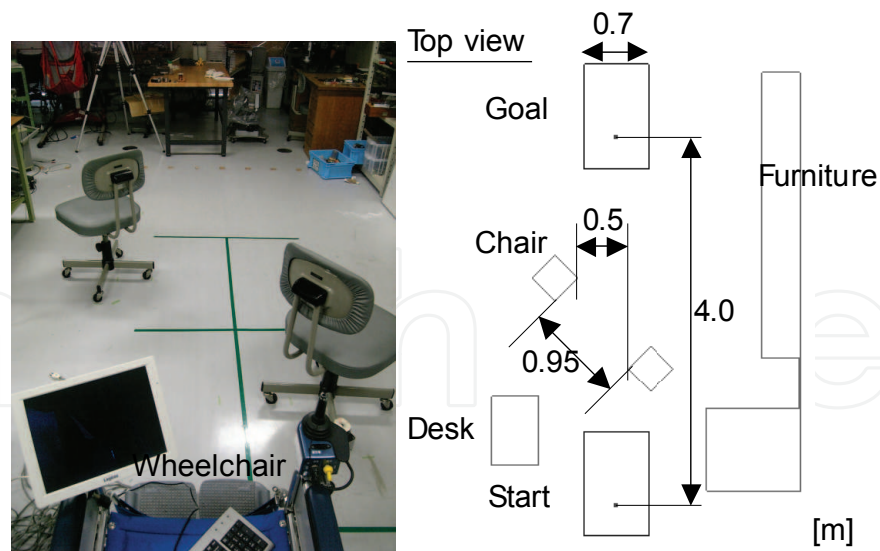 Top view
0.7
Goal
Furniture
0.5
Chair
4.0
0.95
Desk
Wheelchair
Start
[m]